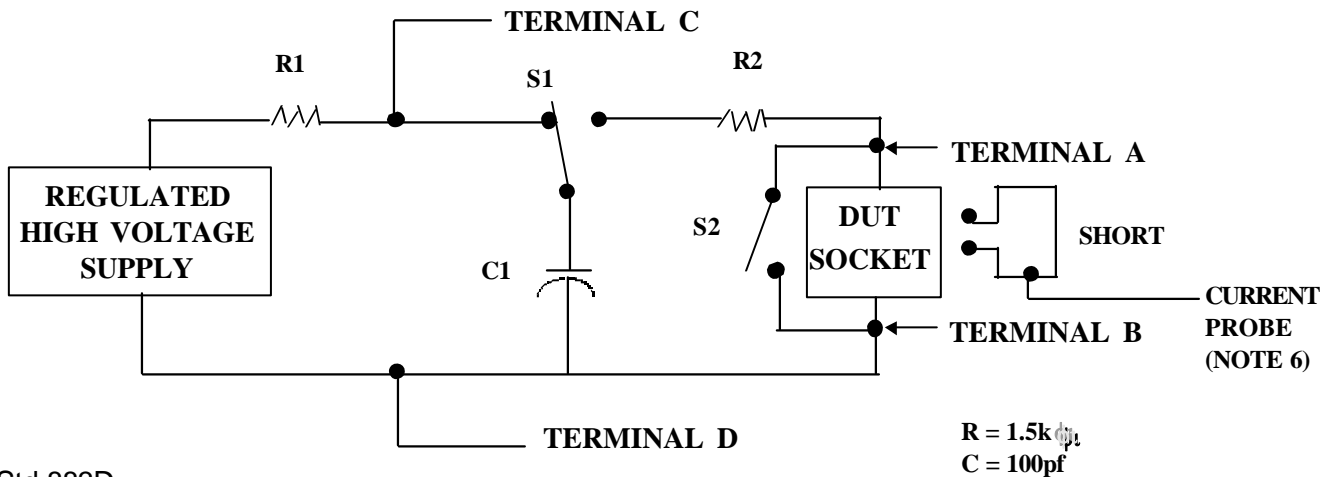 TERMINAL C
R1
S1
R2
TERMINAL A
REGULATED
HIGH VOLTAGE
SUPPLY
DUT
SOCKET
S2
SHORT
C1
CURRENT
PROBE
(NOTE 6)
TERMINAL B
TERMINAL D
R = 1.5k
C = 100pf